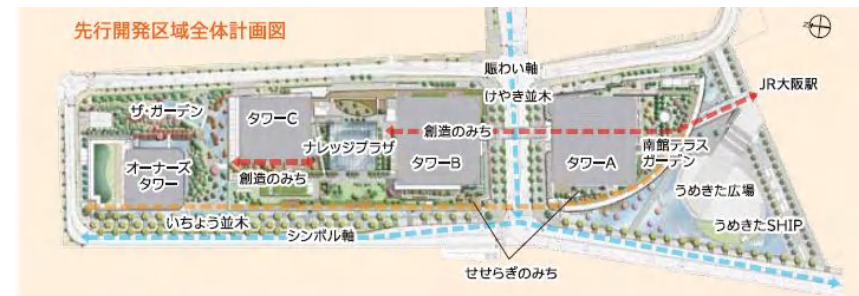 先行開発区域全体計画図
賑わい軸
けやき並木
JR大阪駅
ザ・ガーデン
タワーC
ナレッジプラザ
創造のみち
南館テラス
ガーデン
オーナーズ
タワー
創造のみち
タワーB
タワーA
うめきた広場
いちょう並木
シンボル軸
うめきたSHIP
せせらぎのみち